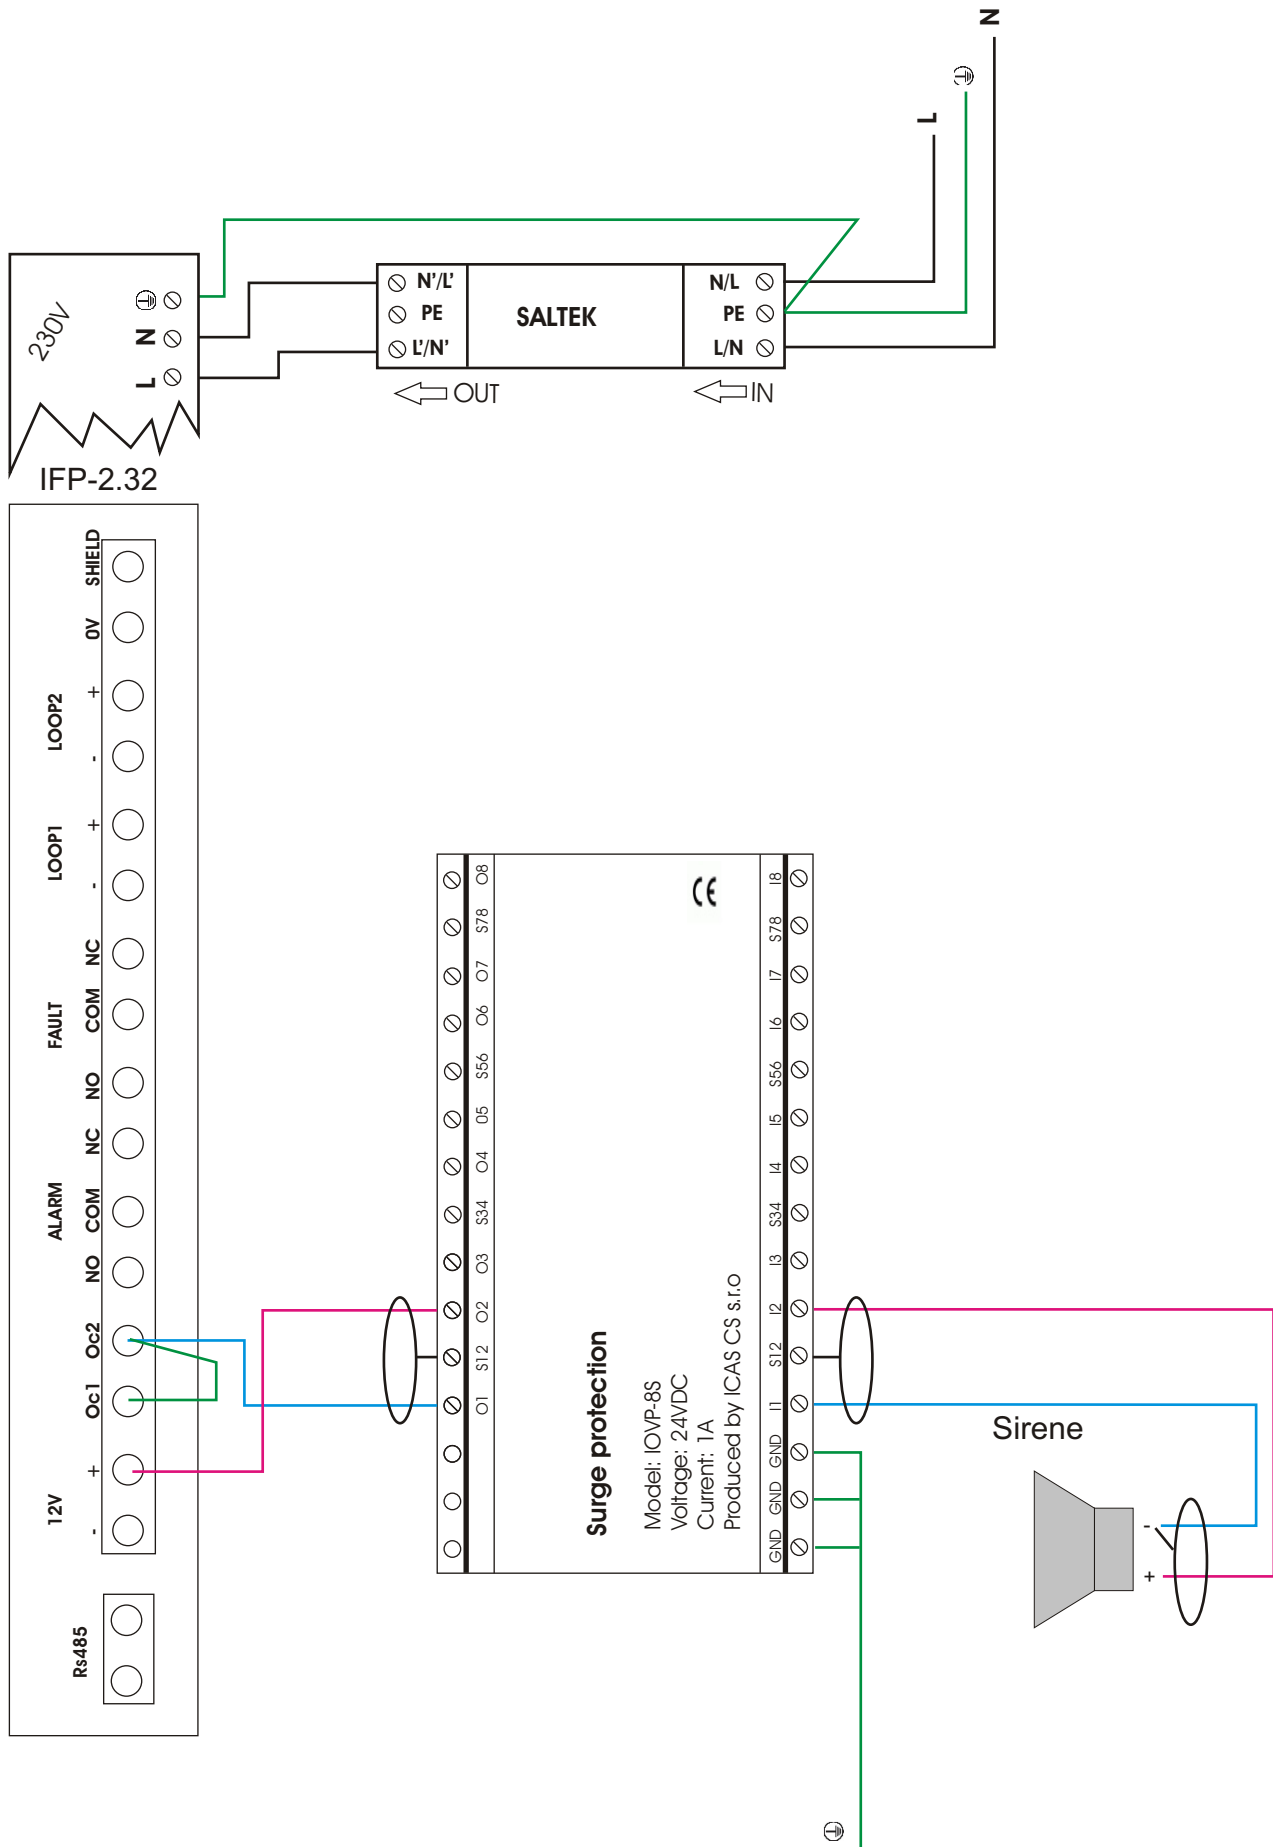 N
L
230V
L N
IFP-2.32
N'/L'
PE
L'/N'
SALTEK
N/L
PE
L/N
OUT
IN
Rs485
12V
ALARM
FAULT
LOOP1
LOOP2
- + Oc1 Oc2 NO COM NC NO COM NC - + - + 0V SHIELD
O1 S12 O2 O3 S34 O4 05 S56 O6 O7 S78 O8
Surge protection
Model: IOVP-8S
Voltage: 24VDC
Current: 1A
Produced by ICAS CS s.r.o
CE
GND GND GND I1 S12 I2 I3 S34 I4 I5 S56 I6 I7 S78 I8
Sirene
+ -